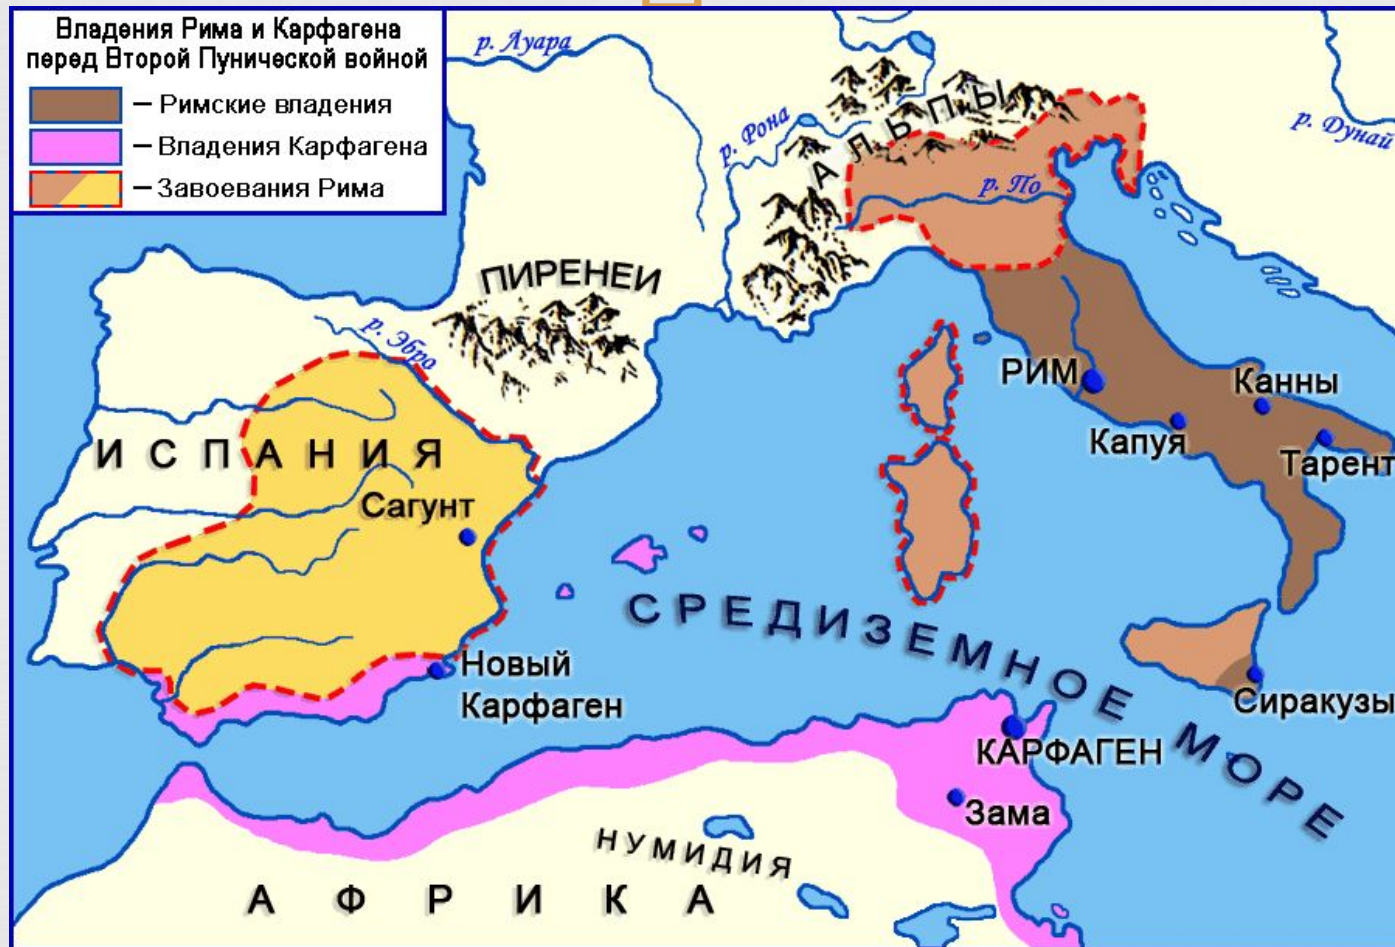 Владения Рима и Карфагена
перед Второй Пунической войной
– Римские владения
– Владения Карфагена
– Завоевания Рима
р. Луара
р. Рона
АЛЬПЫ
р. Дунай
р. По
ПИРЕНЕИ
р. Эбро
РИМ
Канны
Капуя
Тарент
ИСПАНИЯ
Сагунт
СРЕДИЗЕМНОЕ МОРЕ
Новый
Карфаген
Сиракузы
КАРФАГЕН
Зама
НУМИДИЯ
АФРИКА